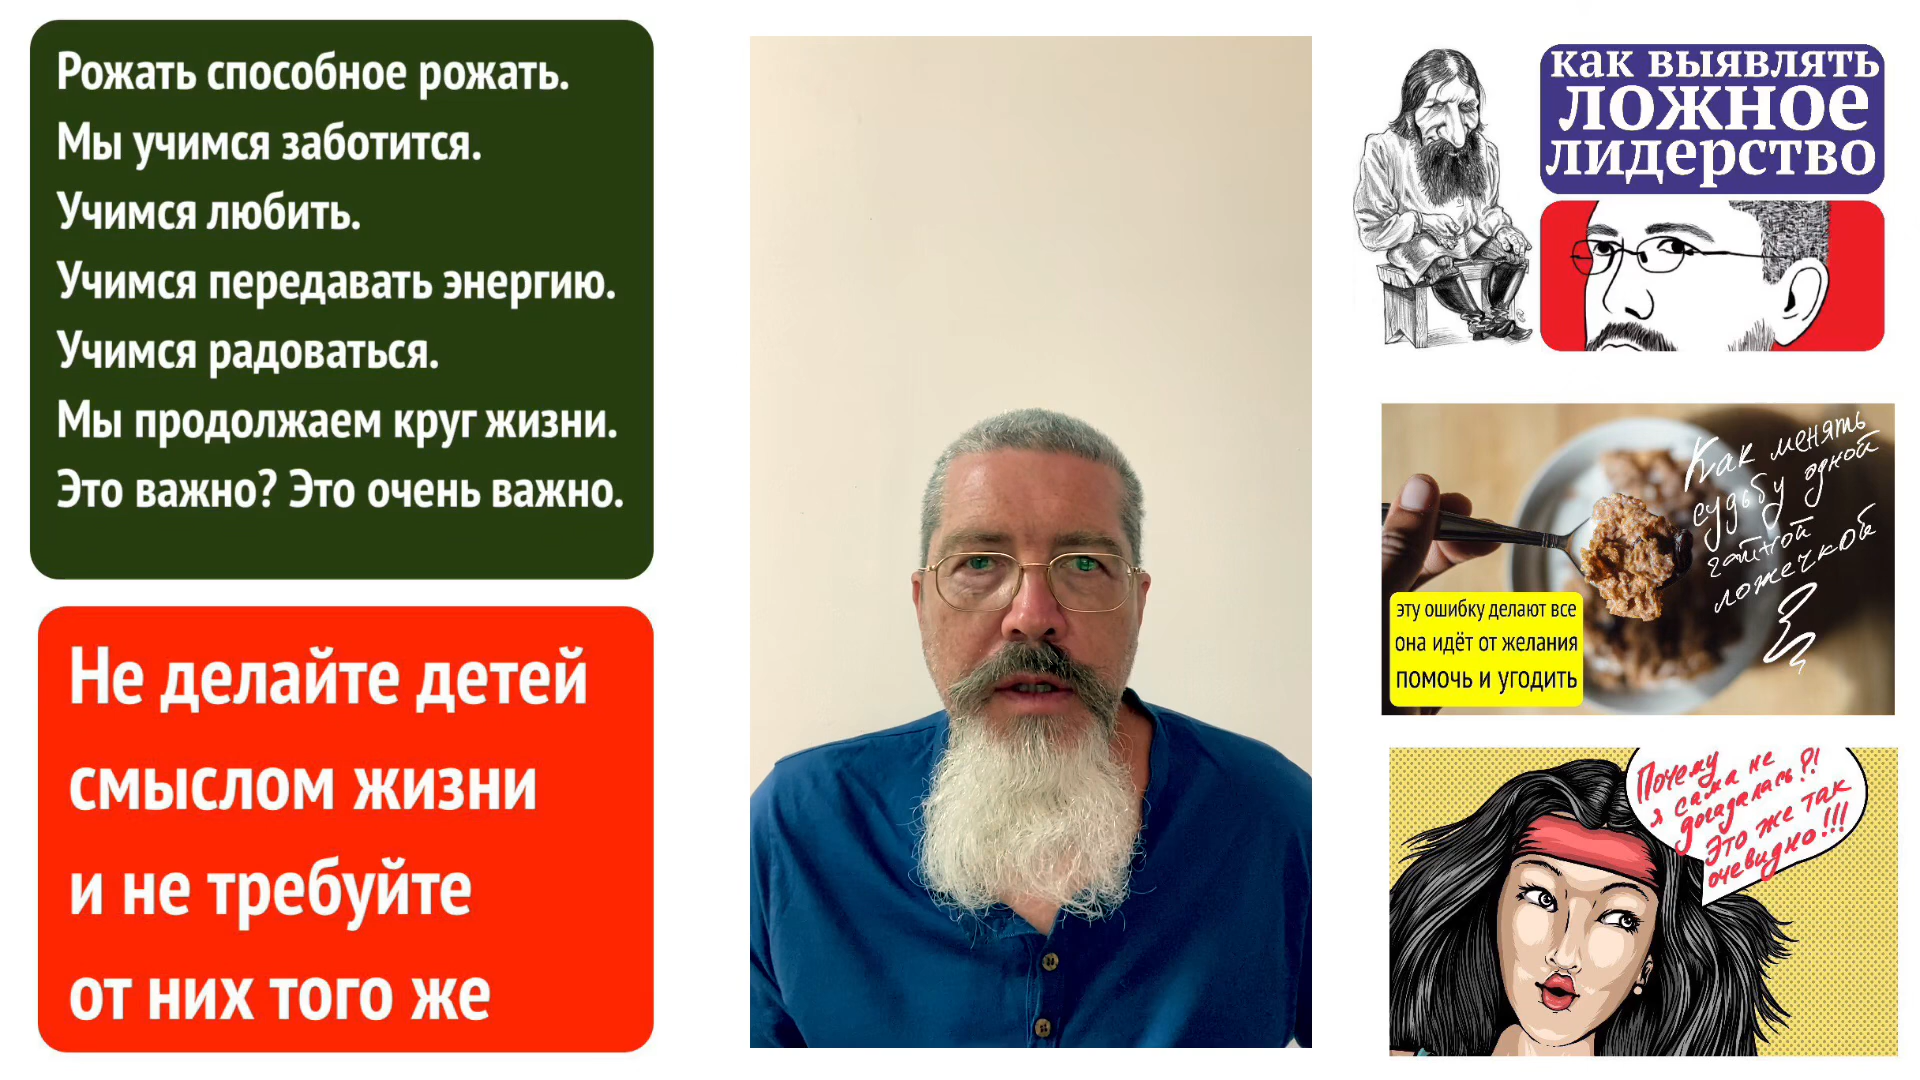 Рожать способное рожать.
Мы учимся заботится.
Учимся любить.
Учимся передавать энергию.
Учимся радоваться.
Мы продолжаем круг жизни.
Это важно? Это очень важно.
Не делайте детей
смыслом жизни
и не требуйте
от них того же
как выявлять
ложное
лидерство
Как менять
судьбу одной
чайной
ложечкой
эту ошибку делают все
она идёт от желания
помочь и угодить
Почему
я сама не
догадалась?!
Это же так
очевидно!!!